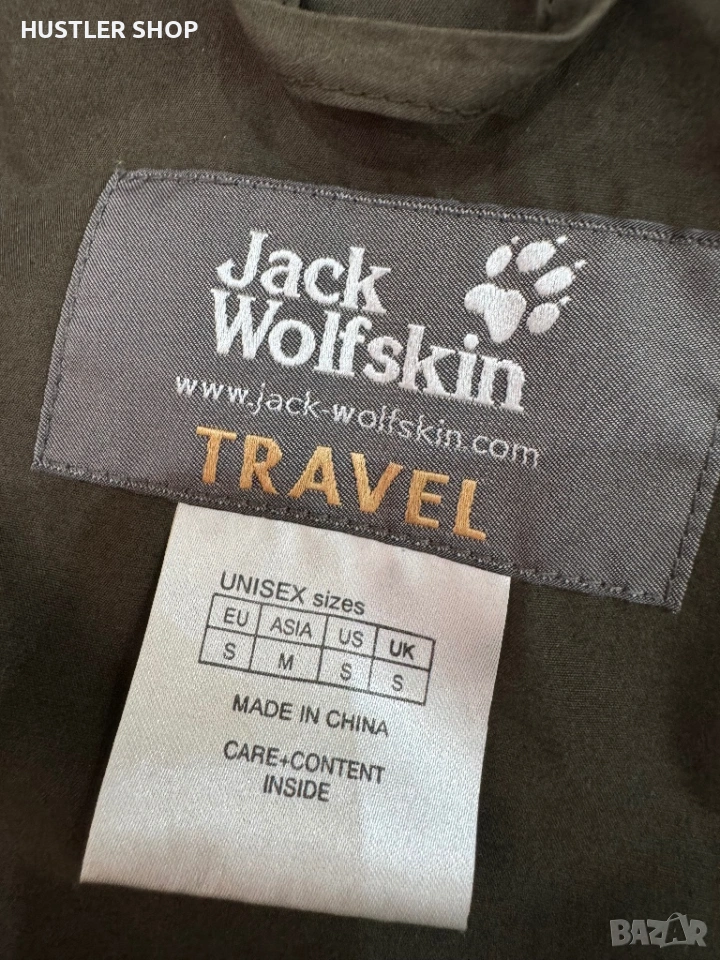 HUSTLER SHOP
Jack
Wolfskin
www.jack-wolfskin.com
TRAVEL
UNISEX sizes
EU ASIA US UK
S M S S
MADE IN CHINA
CARE+CONTENT
INSIDE
BAZAR